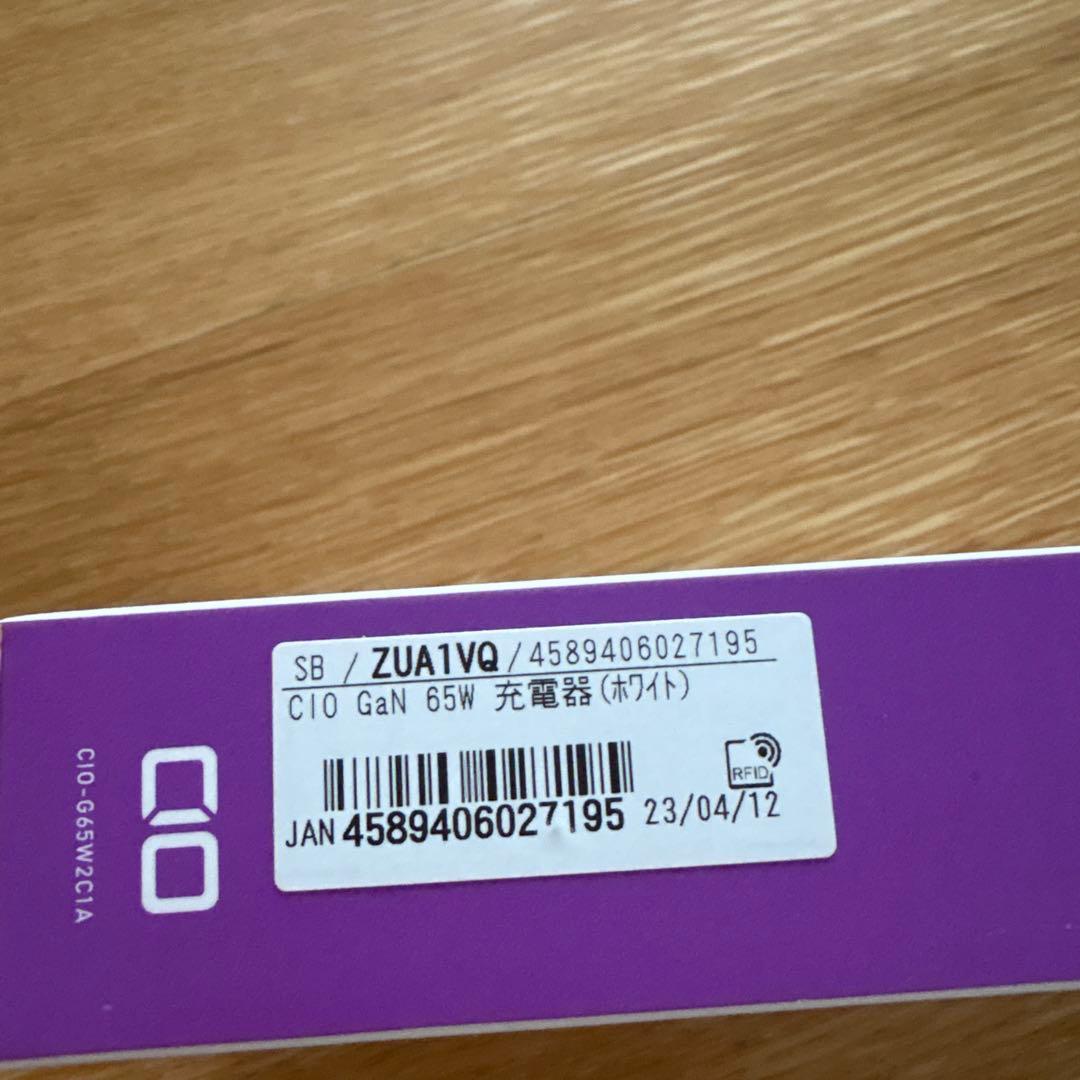 SB / ZUA1VQ/4589406027195
CIO GaN 65W 充電器(ﾎﾜｲﾄ)
RFID
JAN 4589406027195 23/04/12
CIO
CIO-G65W2C1A